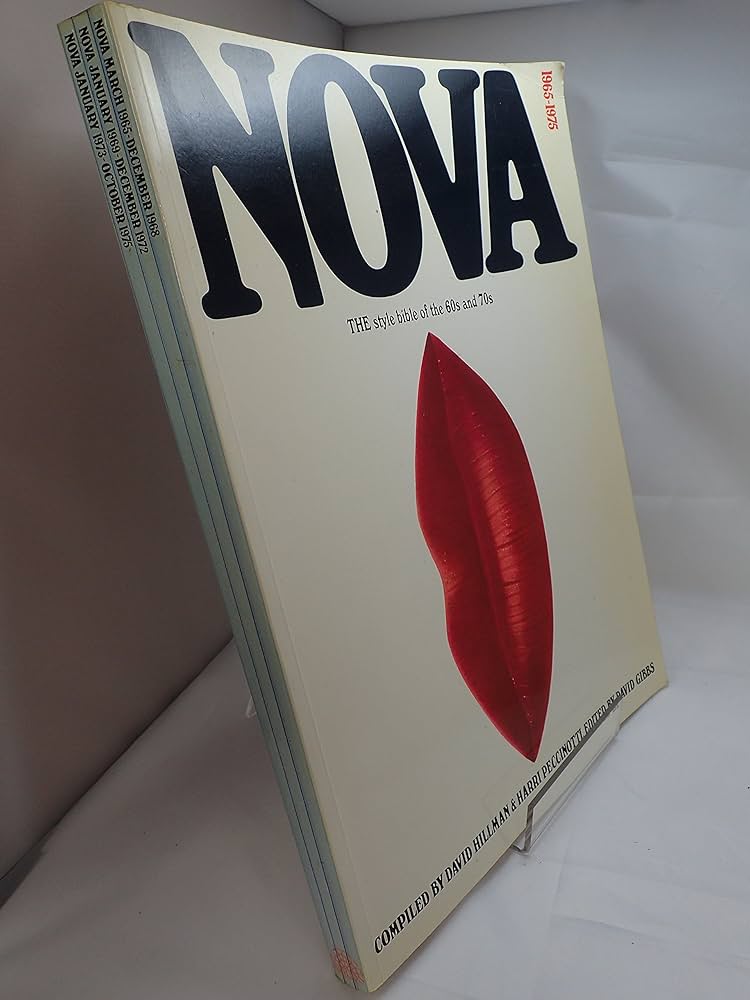 NOVA MARCH 1965-DECEMBER 1968
NOVA JANUARY 1969-DECEMBER 1972
NOVA JANUARY 1973-OCTOBER 1975
NOVA
1965-1975
THE style bible of the 60s and 70s
COMPILED BY DAVID HILLMAN & HARRI PECCINOTTI. EDITED BY DAVID GIBBS